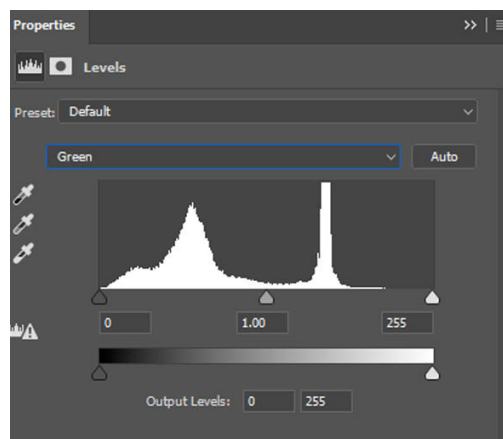 Properties
Levels
Preset: Default
Green Auto
0 1.00 255
Output Levels: 0 255